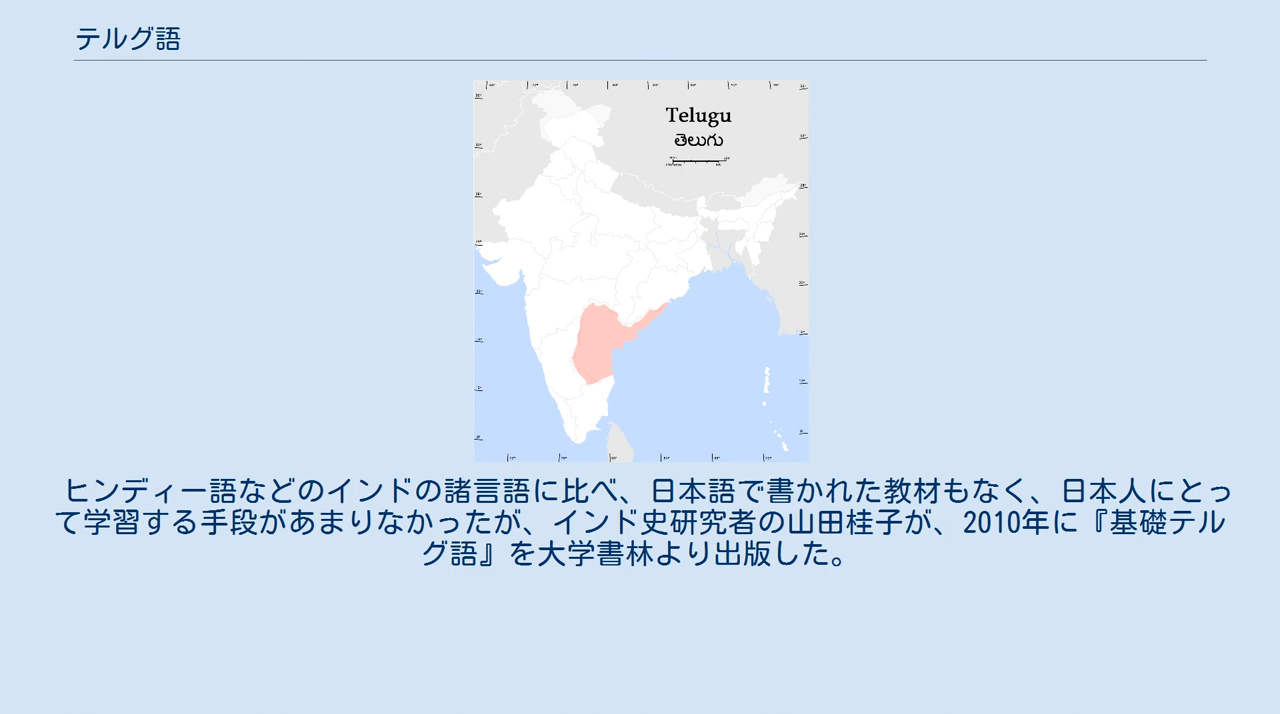 テルグ語
Telugu
తెలుగు
ヒンディー語などのインドの諸言語に比べ、日本語で書かれた教材もなく、日本人にとっ
て学習する手段があまりなかったが、インド史研究者の山田桂子が、2010年に『基礎テル
グ語』を大学書林より出版した。